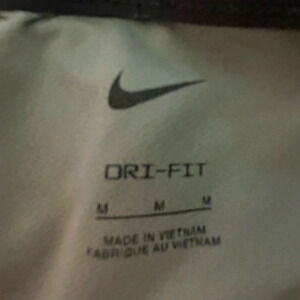 DRI-FIT
M M M
MADE IN VIETNAM
FABRIQUE AU VIETNAM